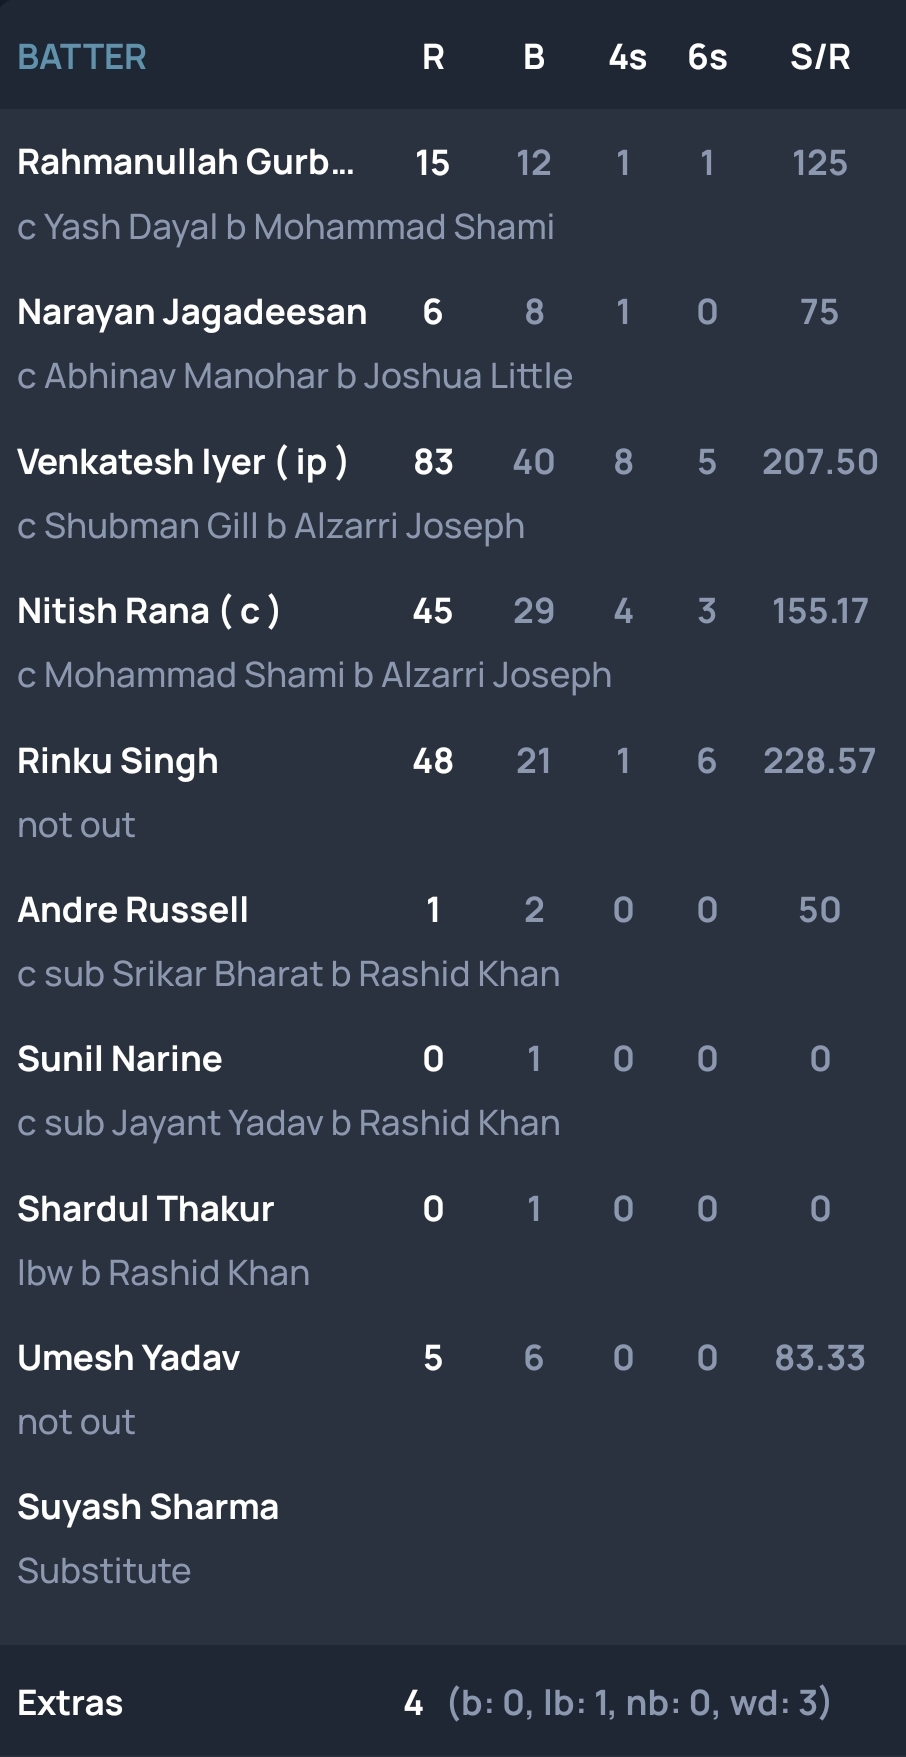 BATTER R B 4s 6s S/R
Rahmanullah Gurb... 15 12 1 1 125
c Yash Dayal b Mohammad Shami
Narayan Jagadeesan 6 8 1 0 75
c Abhinav Manohar b Joshua Little
Venkatesh Iyer ( ip ) 83 40 8 5 207.50
c Shubman Gill b Alzarri Joseph
Nitish Rana ( c ) 45 29 4 3 155.17
c Mohammad Shami b Alzarri Joseph
Rinku Singh 48 21 1 6 228.57
not out
Andre Russell 1 2 0 0 50
c sub Srikar Bharat b Rashid Khan
Sunil Narine 0 1 0 0 0
c sub Jayant Yadav b Rashid Khan
Shardul Thakur 0 1 0 0 0
lbw b Rashid Khan
Umesh Yadav 5 6 0 0 83.33
not out
Suyash Sharma
Substitute
Extras 4 (b: 0, lb: 1, nb: 0, wd: 3)